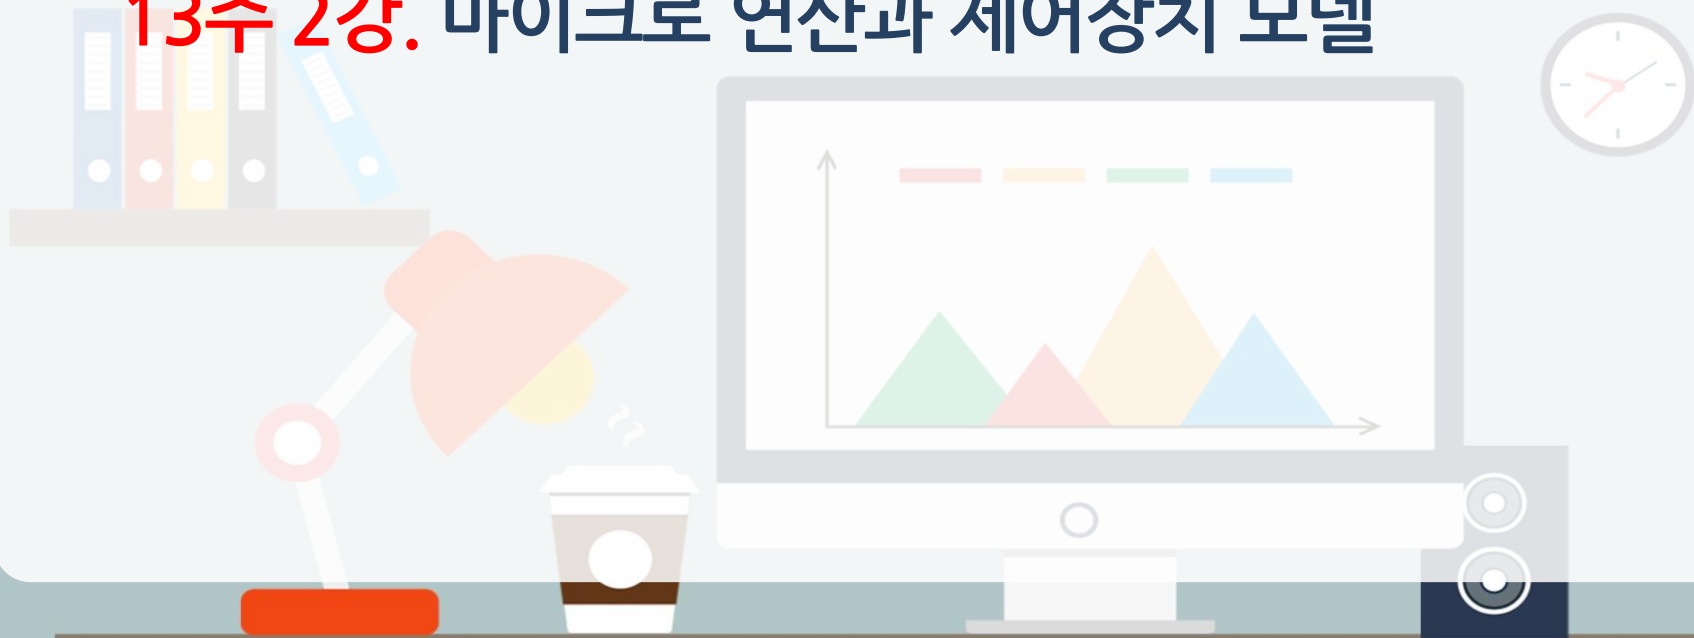 13주 2강. 마이크로 연산과 제어장치 모델